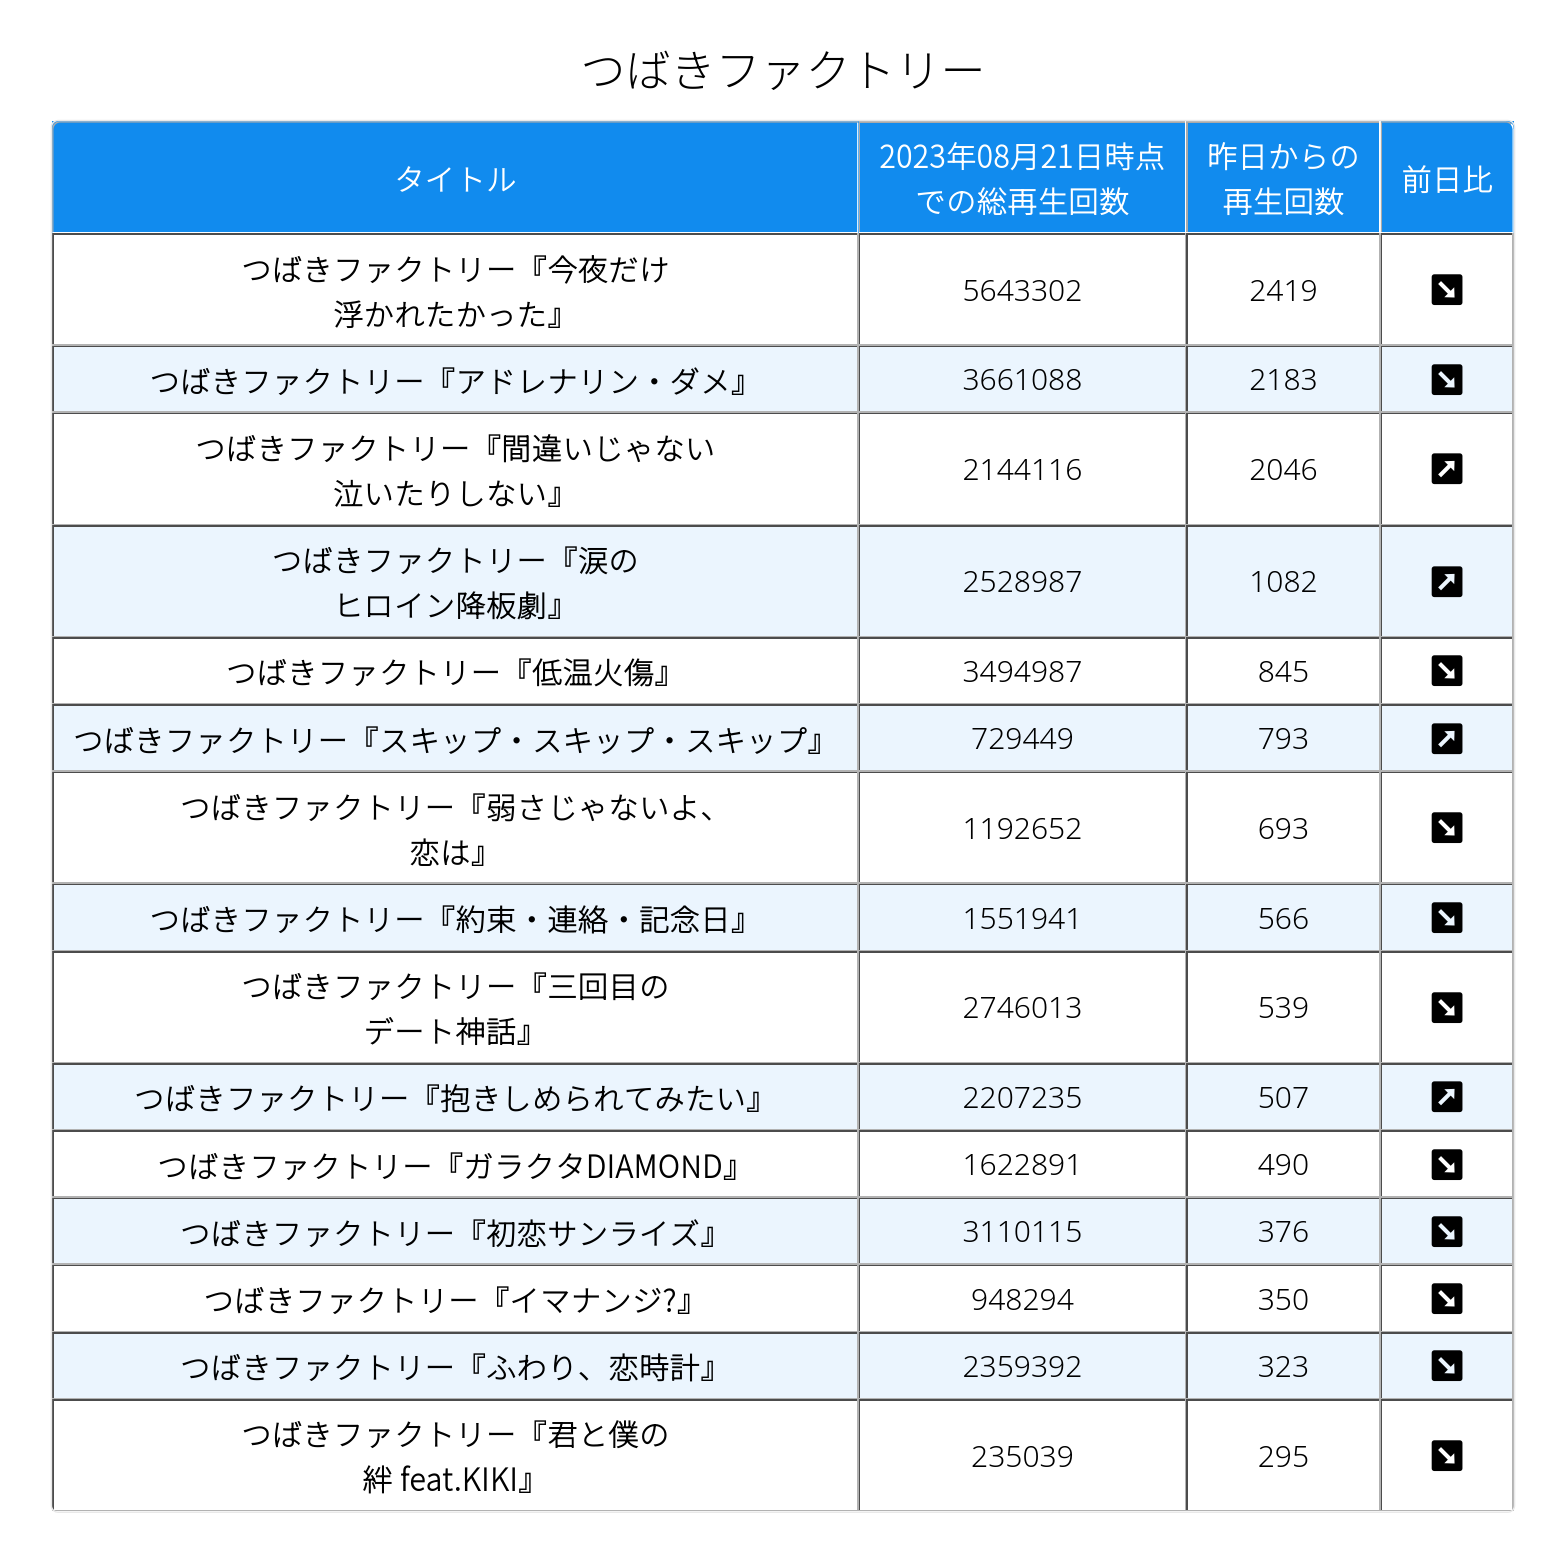 つばきファクトリー
タイトル
2023年08月21日時点
での総再生回数
昨日からの
再生回数
前日比
つばきファクトリー『今夜だけ
浮かれたかった』
5643302
2419
つばきファクトリー『アドレナリン・ダメ』
3661088
2183
つばきファクトリー『間違いじゃない
泣いたりしない』
2144116
2046
つばきファクトリー『涙の
ヒロイン降板劇』
2528987
1082
つばきファクトリー『低温火傷』
3494987
845
つばきファクトリー『スキップ・スキップ・スキップ』
729449
793
つばきファクトリー『弱さじゃないよ、
恋は』
1192652
693
つばきファクトリー『約束・連絡・記念日』
1551941
566
つばきファクトリー『三回目の
デート神話』
2746013
539
つばきファクトリー『抱きしめられてみたい』
2207235
507
つばきファクトリー『ガラクタDIAMOND』
1622891
490
つばきファクトリー『初恋サンライズ』
3110115
376
つばきファクトリー『イマナンジ?』
948294
350
つばきファクトリー『ふわり、恋時計』
2359392
323
つばきファクトリー『君と僕の
絆 feat.KIKI』
235039
295